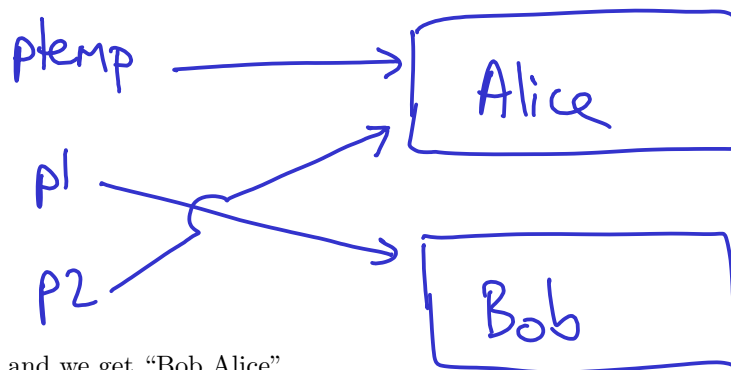 ptemp
Alice
p1
p2
Bob
and we get “Bob Alice”